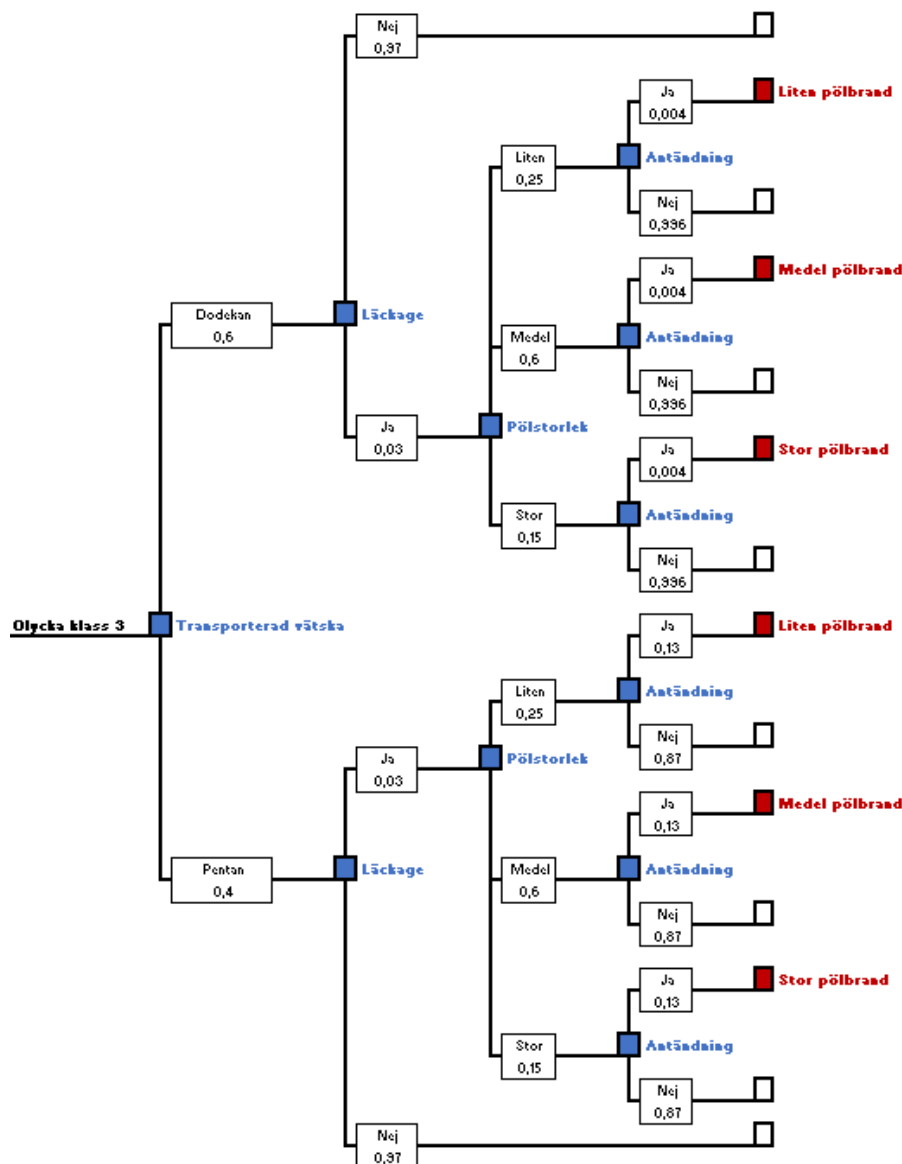 Nej
0,97
Ja
0,004
Liten pölbrand
Liten
0,25
Antändning
Nej
0,996
Ja
0,004
Medel pölbrand
Dodekan
0,6
Läckage
Medel
0,6
Antändning
Nej
0,996
Ja
0,03
Pölstorlek
Ja
0,004
Stor pölbrand
Stor
0,15
Antändning
Nej
0,996
Olycka klass 3
Transporterad vätska
Ja
0,13
Liten pölbrand
Liten
0,25
Antändning
Nej
0,87
Ja
0,03
Pölstorlek
Ja
0,13
Medel pölbrand
Pentan
0,4
Läckage
Medel
0,6
Antändning
Nej
0,87
Ja
0,13
Stor pölbrand
Stor
0,15
Antändning
Nej
0,87
Nej
0,97